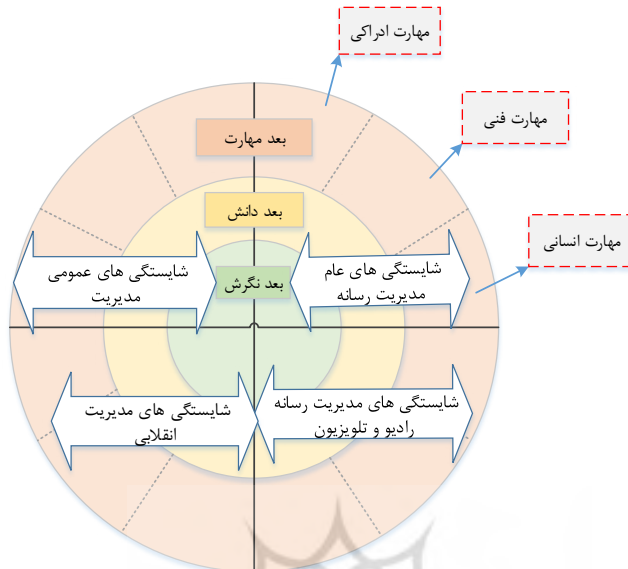 مهارت ادراکی
مهارت فنی
بعد مهارت
بعد دانش
مهارت انسانی
شایستگی های عام
مدیریت رسانه
بعد نگرش
شایستگی های عمومی
مدیریت
شایستگی های مدیریت رسانه
رادیو و تلویزیون
شایستگی های مدیریت
انقلابی